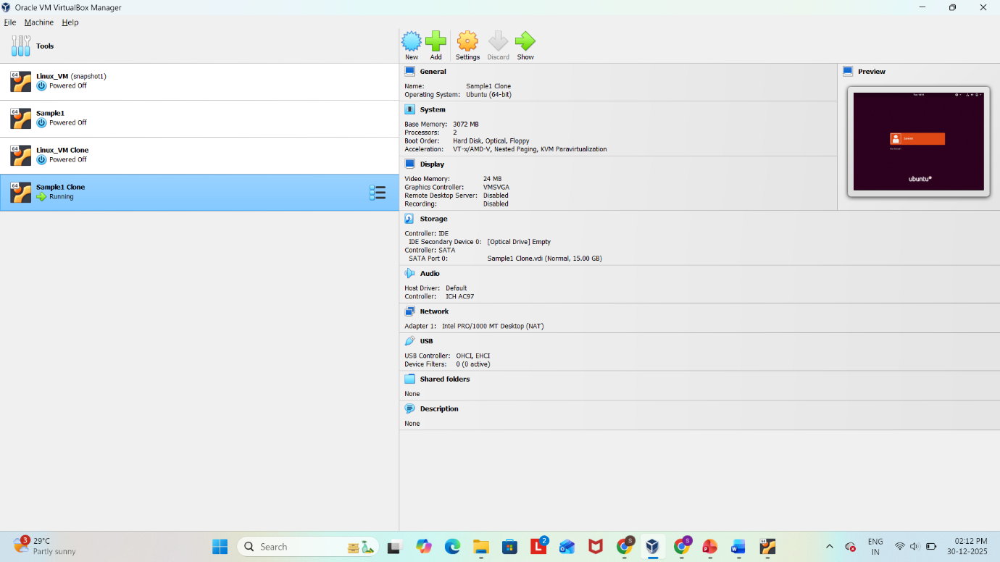 Oracle VM VirtualBox Manager
File Machine Help
Tools
New Add Settings Discard Show
64
Linux_VM (snapshot1)
Powered Off
64
Sample1
Powered Off
64
Linux_VM Clone
Powered Off
64
Sample1 Clone
Running
General
Name: Sample1 Clone
Operating System: Ubuntu (64-bit)
System
Base Memory: 3072 MB
Processors: 2
Boot Order: Hard Disk, Optical, Floppy
Acceleration: VT-x/AMD-V, Nested Paging, KVM Paravirtualization
Display
Video Memory: 24 MB
Graphics Controller: VMSVGA
Remote Desktop Server: Disabled
Recording: Disabled
Preview
ubuntu
Storage
Controller: IDE
IDE Secondary Device 0: [Optical Drive] Empty
Controller: SATA
SATA Port 0: Sample1 Clone.vdi (Normal, 15.00 GB)
Audio
Host Driver: Default
Controller: ICH AC97
Network
Adapter 1: Intel PRO/1000 MT Desktop (NAT)
USB
USB Controller: OHCI, EHCI
Device Filters: 0 (0 active)
Shared folders
None
Description
None
3
29°C
Partly sunny
Search
L 2
S
S
P
W
ENG
IN
02:12 PM
30-12-2025